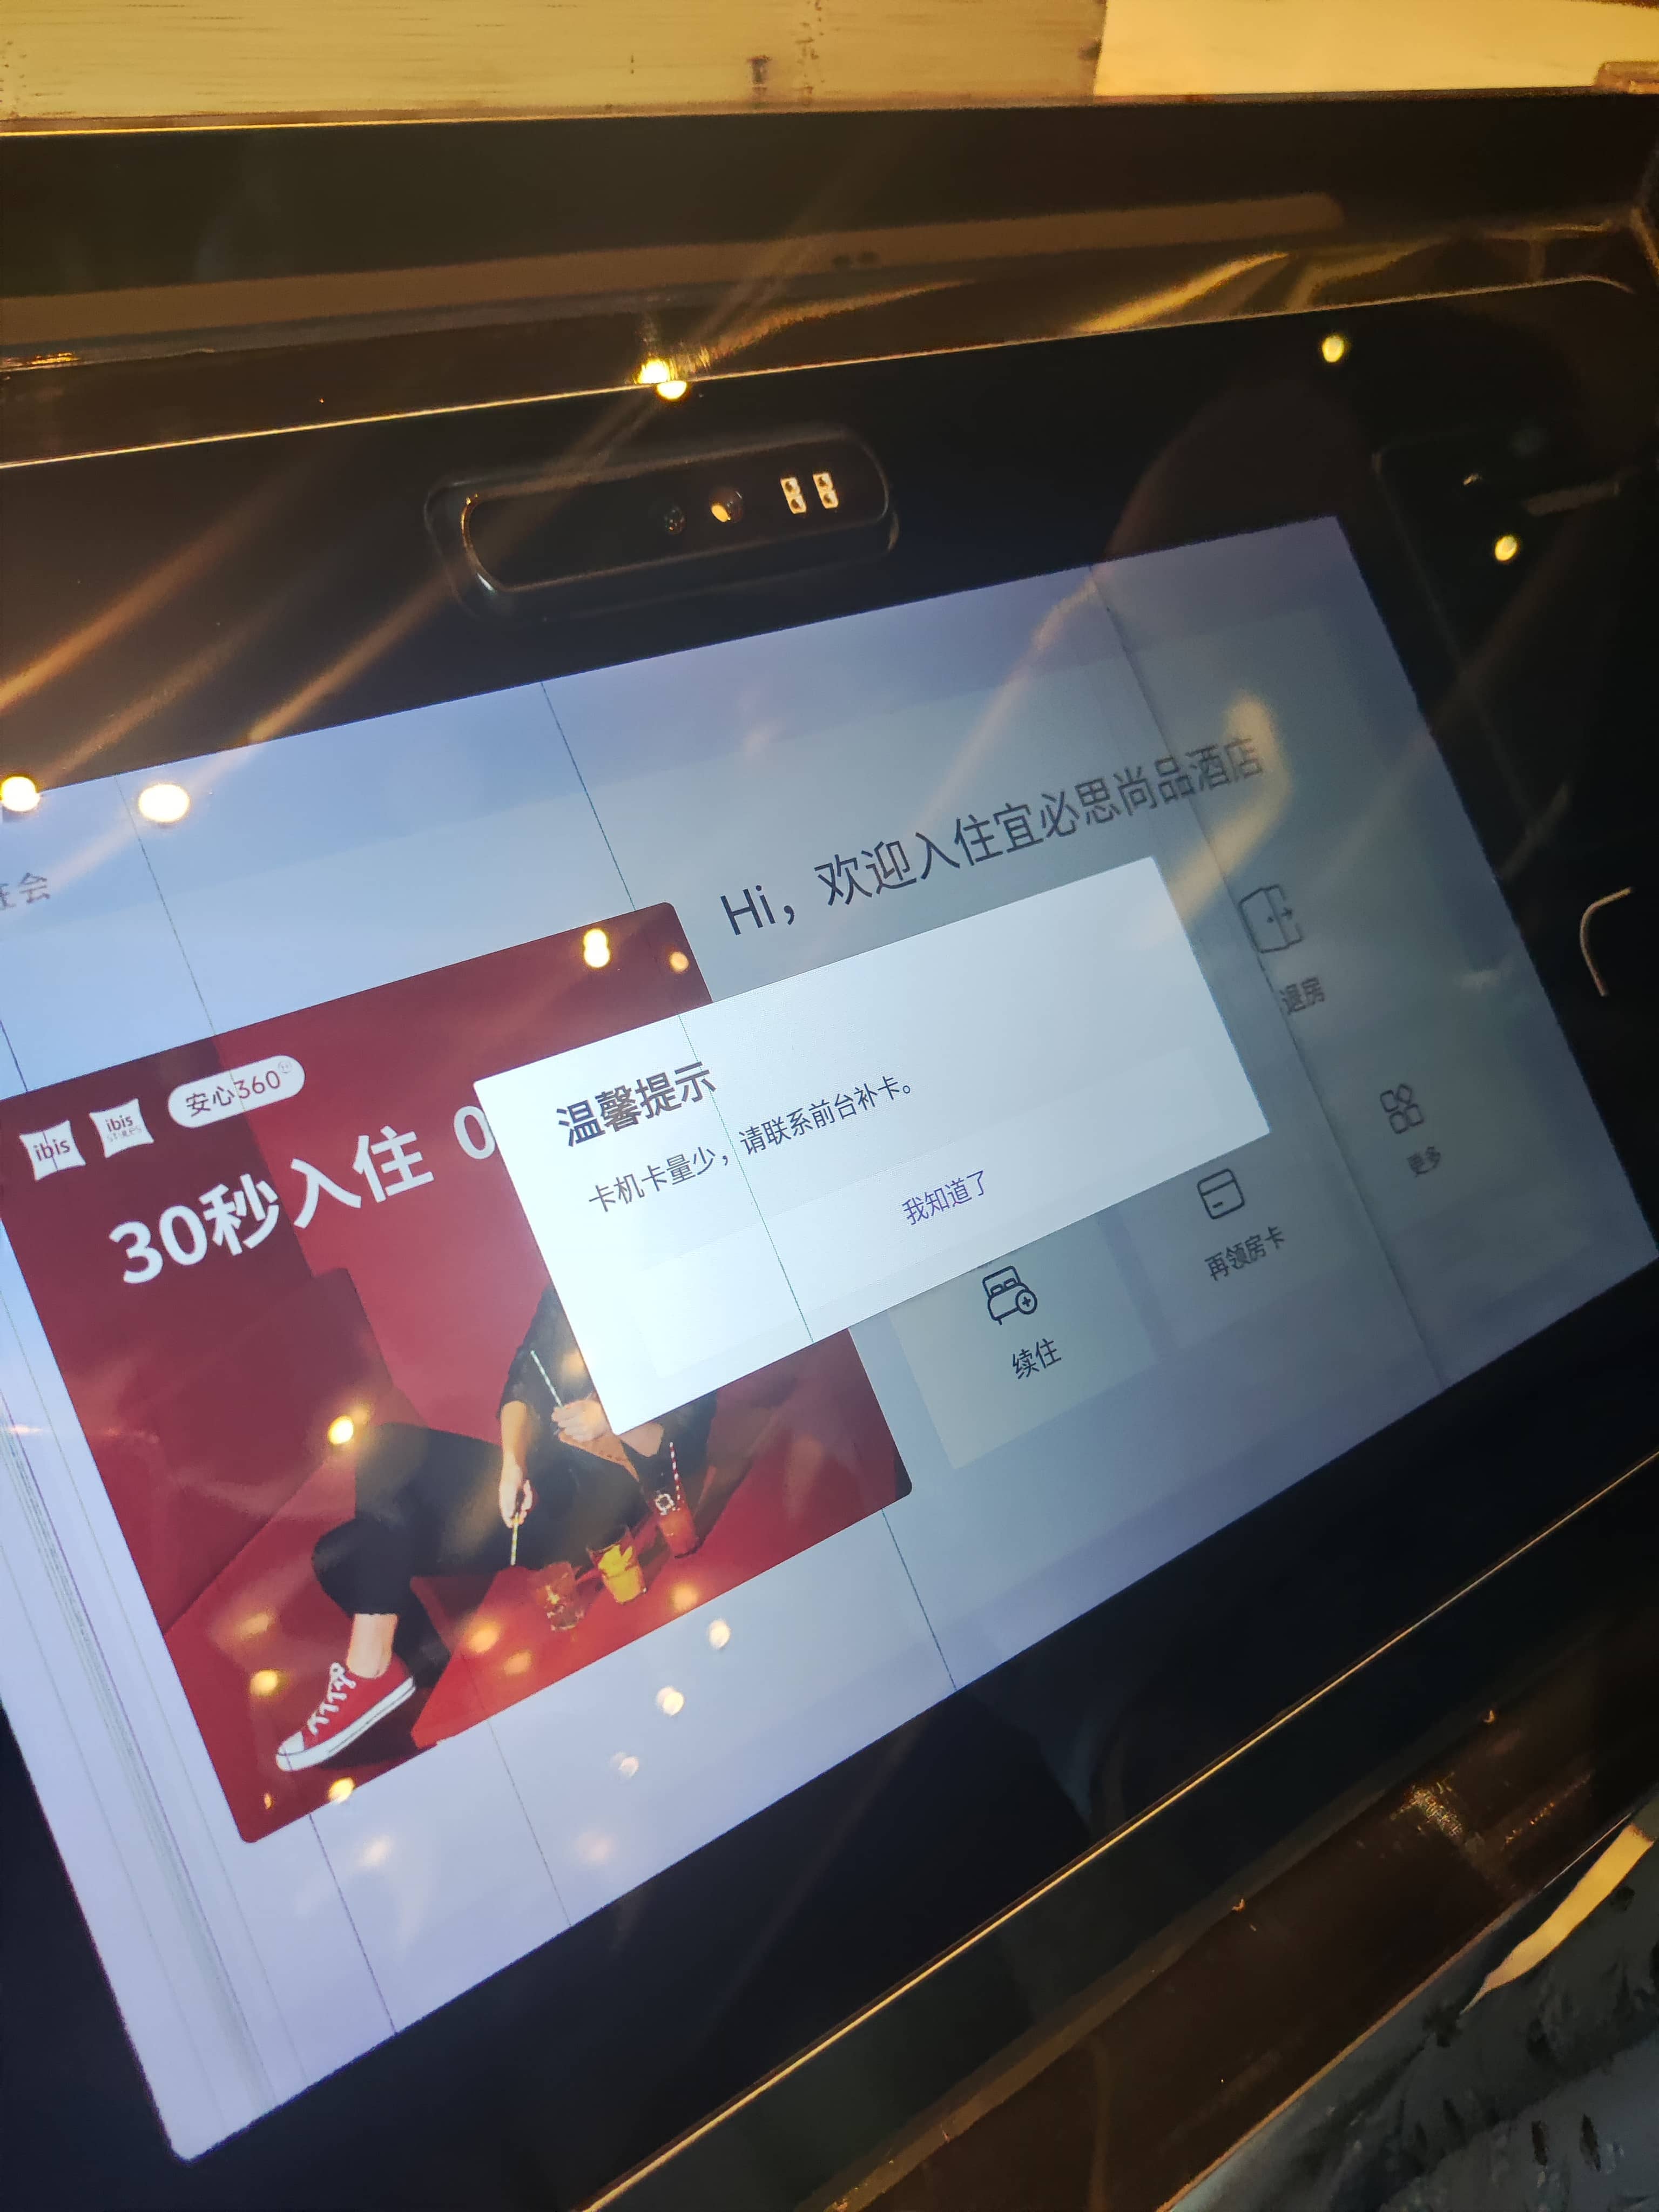 Hi，欢迎入住宜必思尚品酒店
ibis
ibis
STYLES
安心360°
30秒入住 0
温馨提示
卡机卡量少，请联系前台补卡。
我知道了
退房
续住
再领房卡
更多